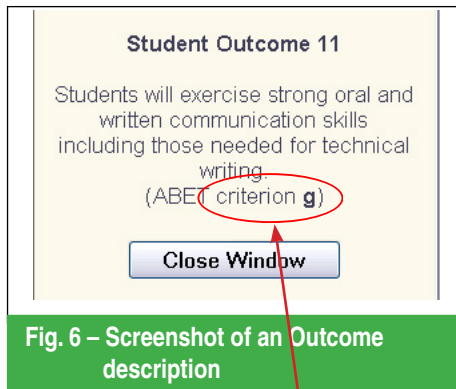 Student Outcome 11
Students will exercise strong oral and
written communication skills
including those needed for technical
writing.
(ABET criterion g)
Close Window
Fig. 6 – Screenshot of an Outcome
description